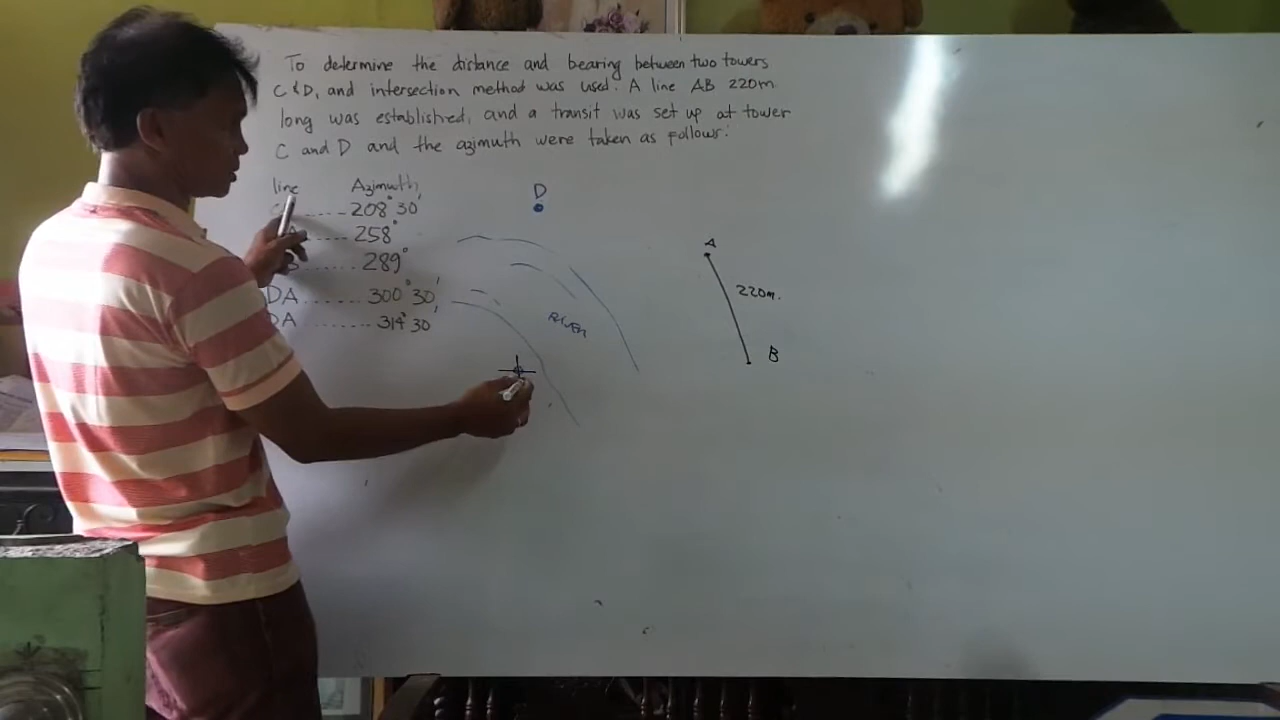 To determine the distance and bearing between two towers
C & D, and intersection method was used. A line AB 220m
long was established, and a transit was set up at tower
C and D and the azimuth were taken as follows:
line Azimuth,
..... 208°30'
..... 258°
...... 289°
DA ....... 300°30'
DA ....... 314°30'
D
A
220m.
RIVER
B